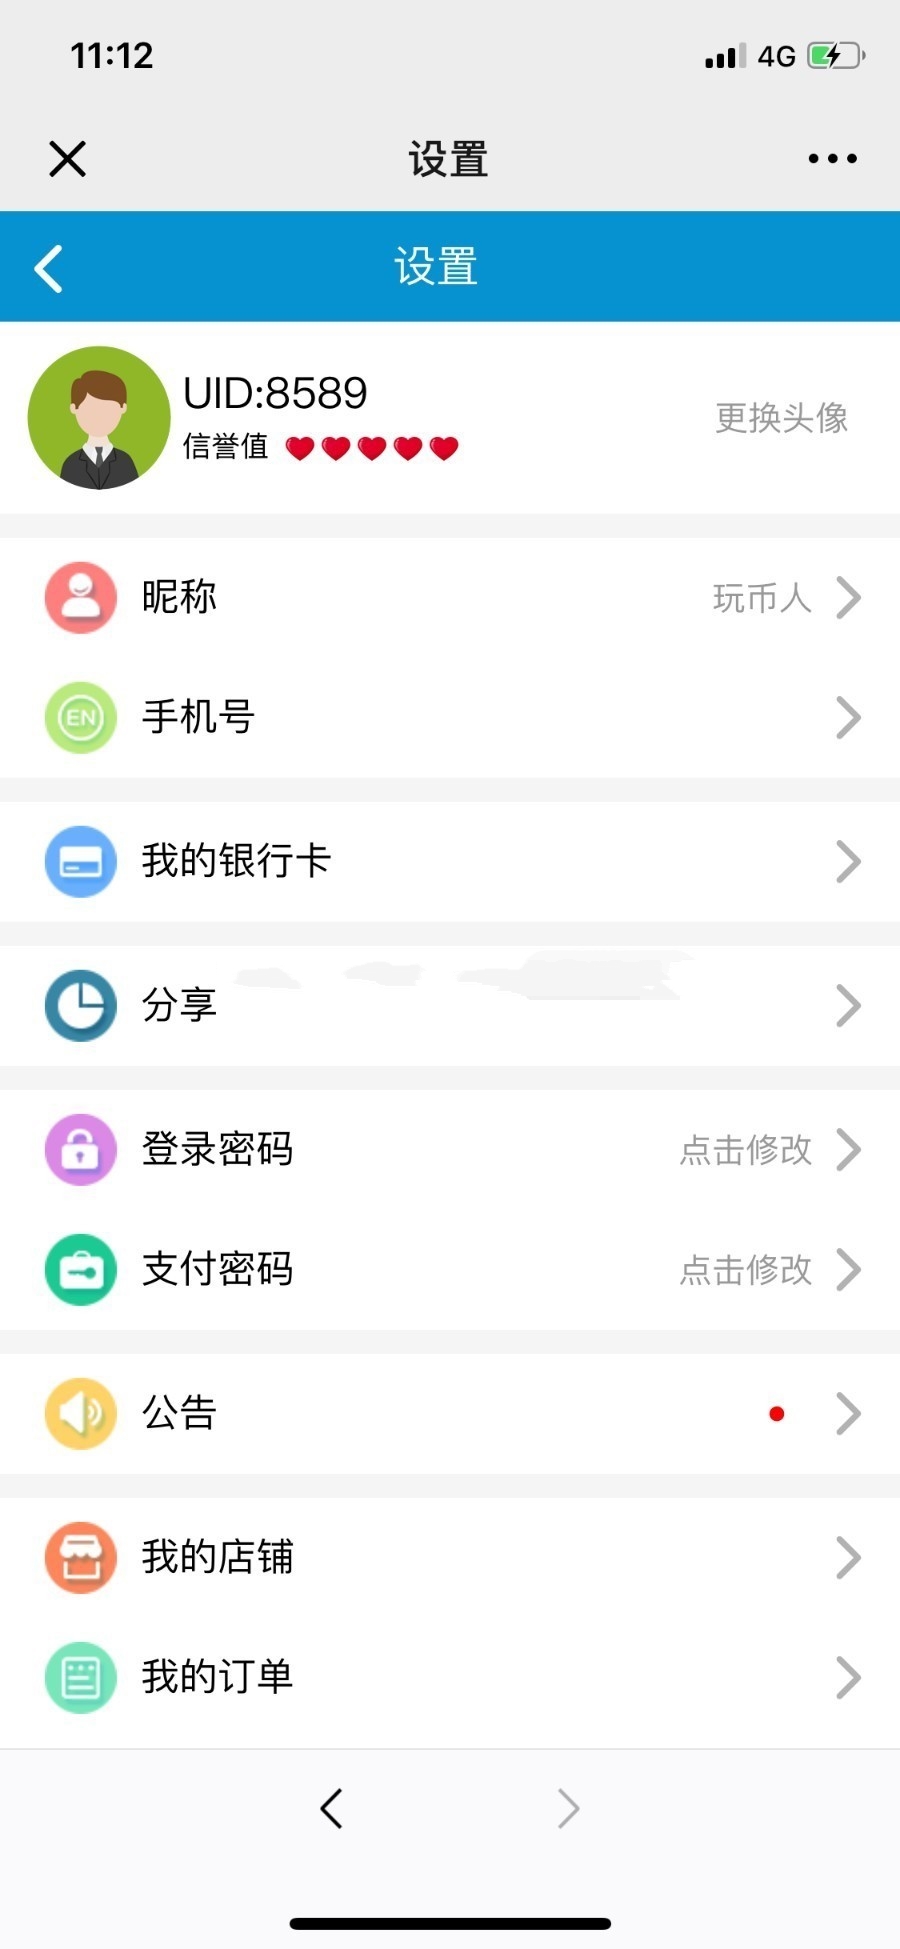 11:12
4G
设置
设置
UID:8589
信誉值
更换头像
昵称
玩币人
EN
手机号
我的银行卡
分享
登录密码
点击修改
支付密码
点击修改
公告
我的店铺
我的订单